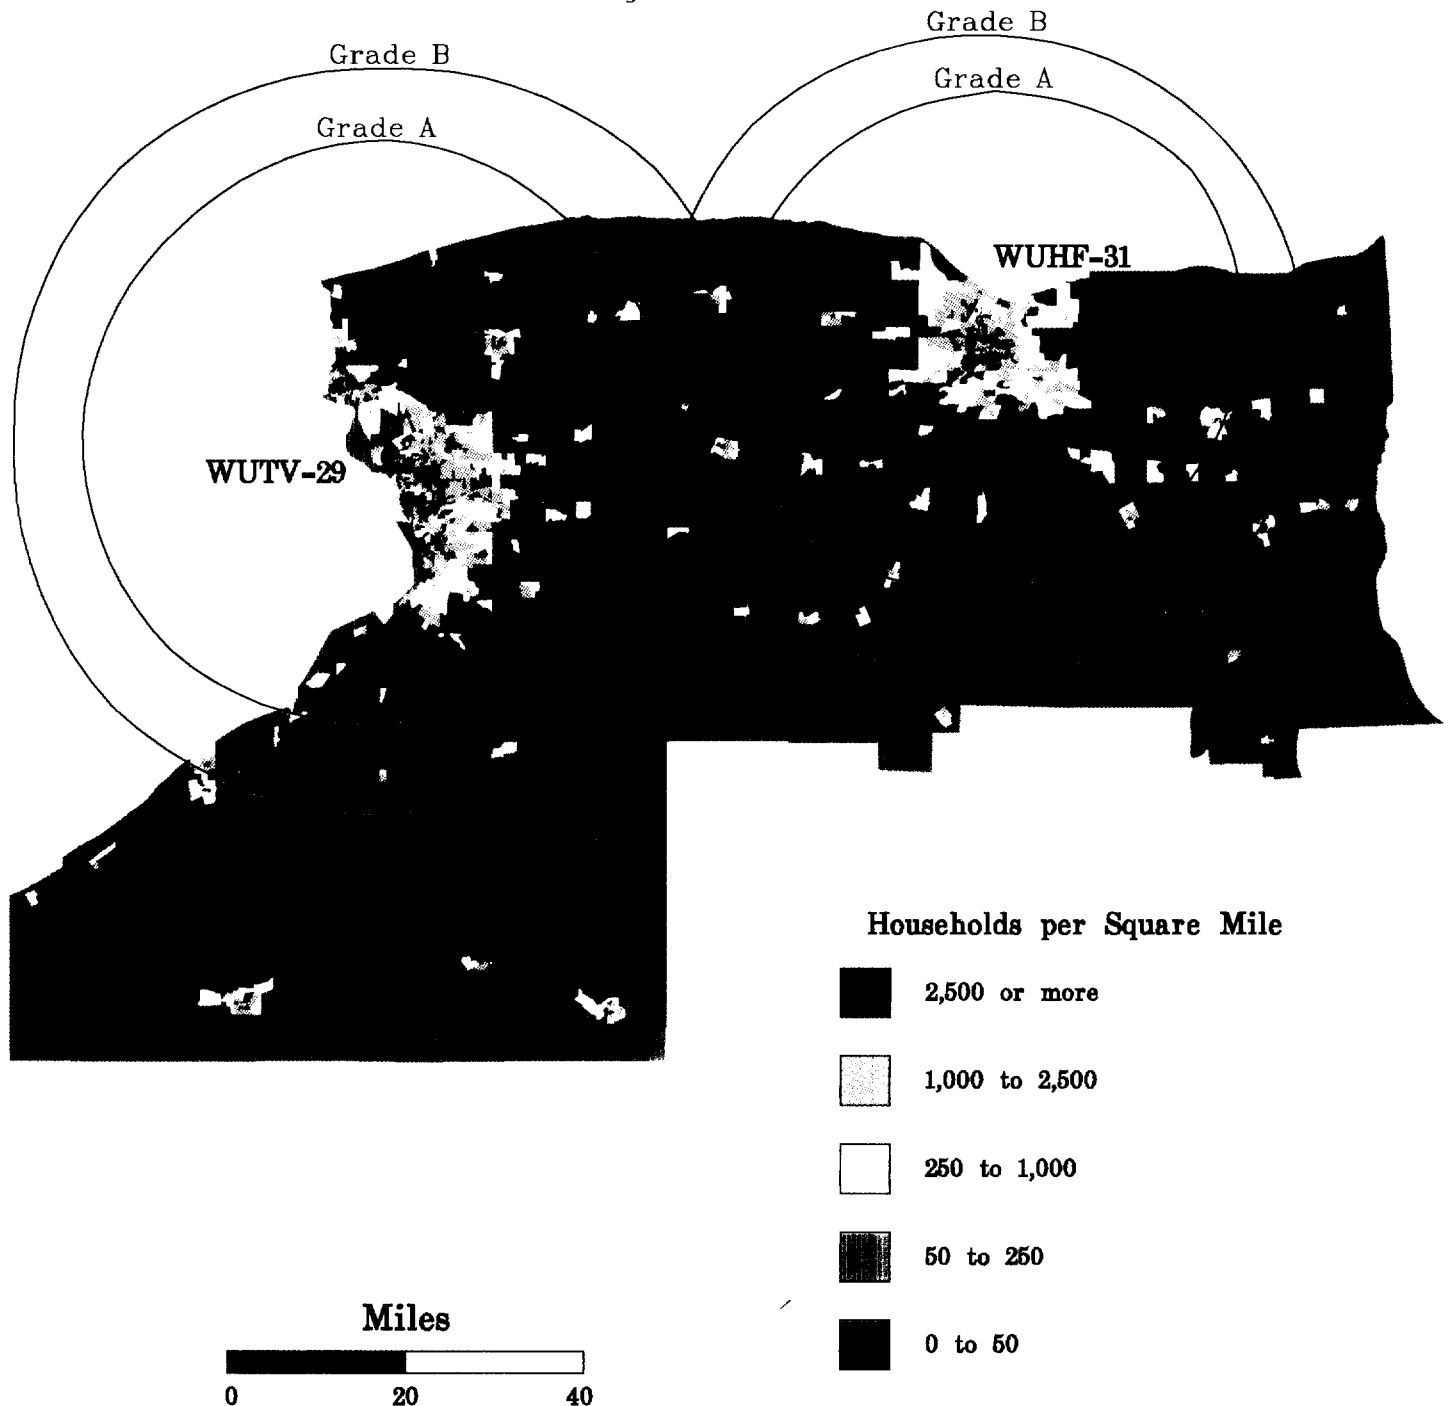 Grade B
Grade B
Grade A
Grade A
WUHF-31
WUTV-29
Households per Square Mile
2,500 or more
1,000 to 2,500
250 to 1,000
50 to 250
0 to 50
Miles
0 20 40